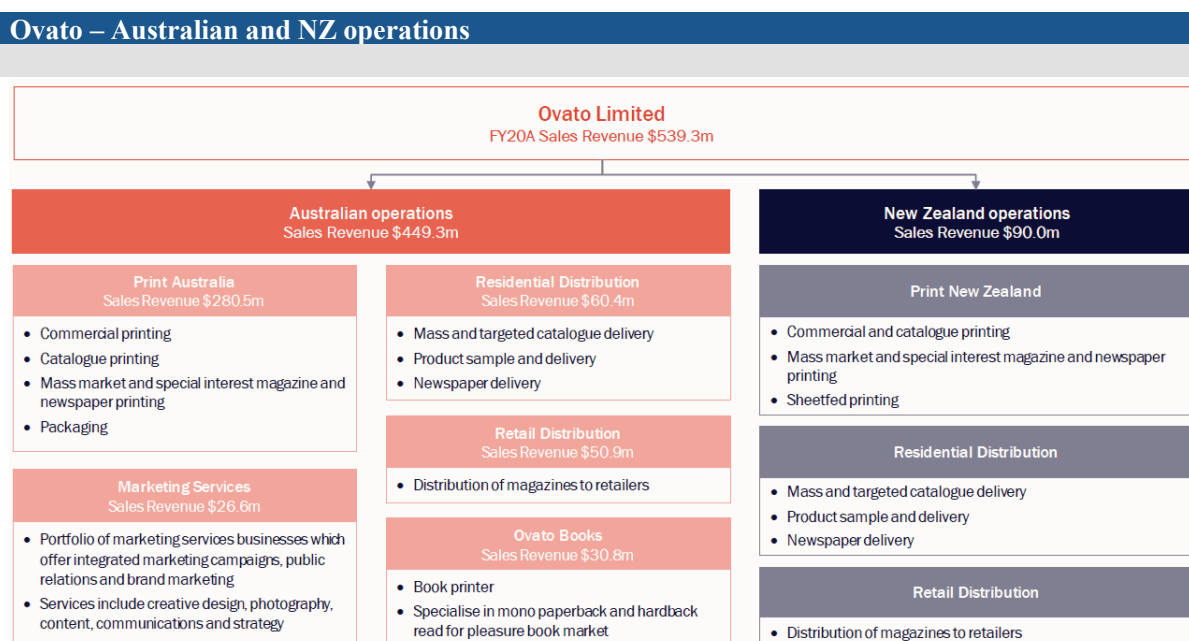 Ovato – Australian and NZ operations
Ovato Limited
FY20A Sales Revenue $539.3m
Australian operations
Sales Revenue $449.3m
New Zealand operations
Sales Revenue $90.0m
Print Australia
Sales Revenue $280.5m
• Commercial printing
• Catalogue printing
• Mass market and special interest magazine and
newspaper printing
• Packaging
Marketing Services
Sales Revenue $26.6m
• Portfolio of marketing services businesses which
offer integrated marketing campaigns, public
relations and brand marketing
• Services include creative design, photography,
content, communications and strategy
Residential Distribution
Sales Revenue $60.4m
• Mass and targeted catalogue delivery
• Product sample and delivery
• Newspaper delivery
Retail Distribution
Sales Revenue $50.9m
• Distribution of magazines to retailers
Ovato Books
Sales Revenue $30.8m
• Book printer
• Specialise in mono paperback and hardback
read for pleasure book market
Print New Zealand
• Commercial and catalogue printing
• Mass market and special interest magazine and newspaper
printing
• Sheetfed printing
Residential Distribution
• Mass and targeted catalogue delivery
• Product sample and delivery
• Newspaper delivery
Retail Distribution
• Distribution of magazines to retailers